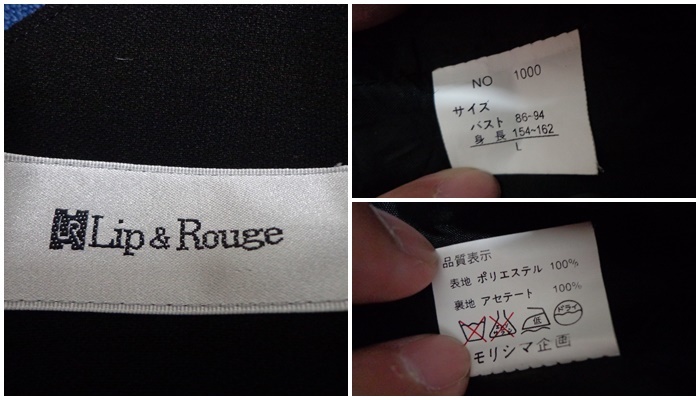 Lip & Rouge
NO 1000
サイズ
バスト 86-94
身長 154~162
L
品質表示
表地 ポリエステル 100%
裏地 アセテート 100%
低 ドライ
モリシマ企画